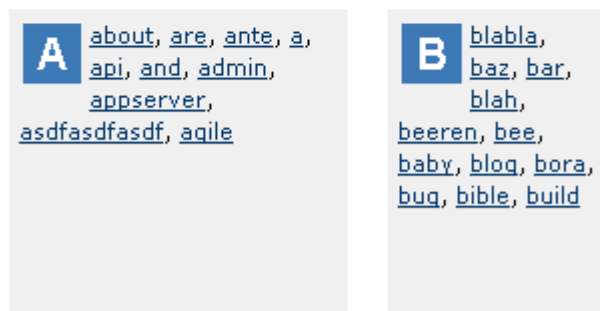 A
about, are, ante, a,
api, and, admin,
appserver,
asdfasdfasdf, agile
B
blabla,
baz, bar,
blah,
beeren, bee,
baby, blog, bora,
bug, bible, build